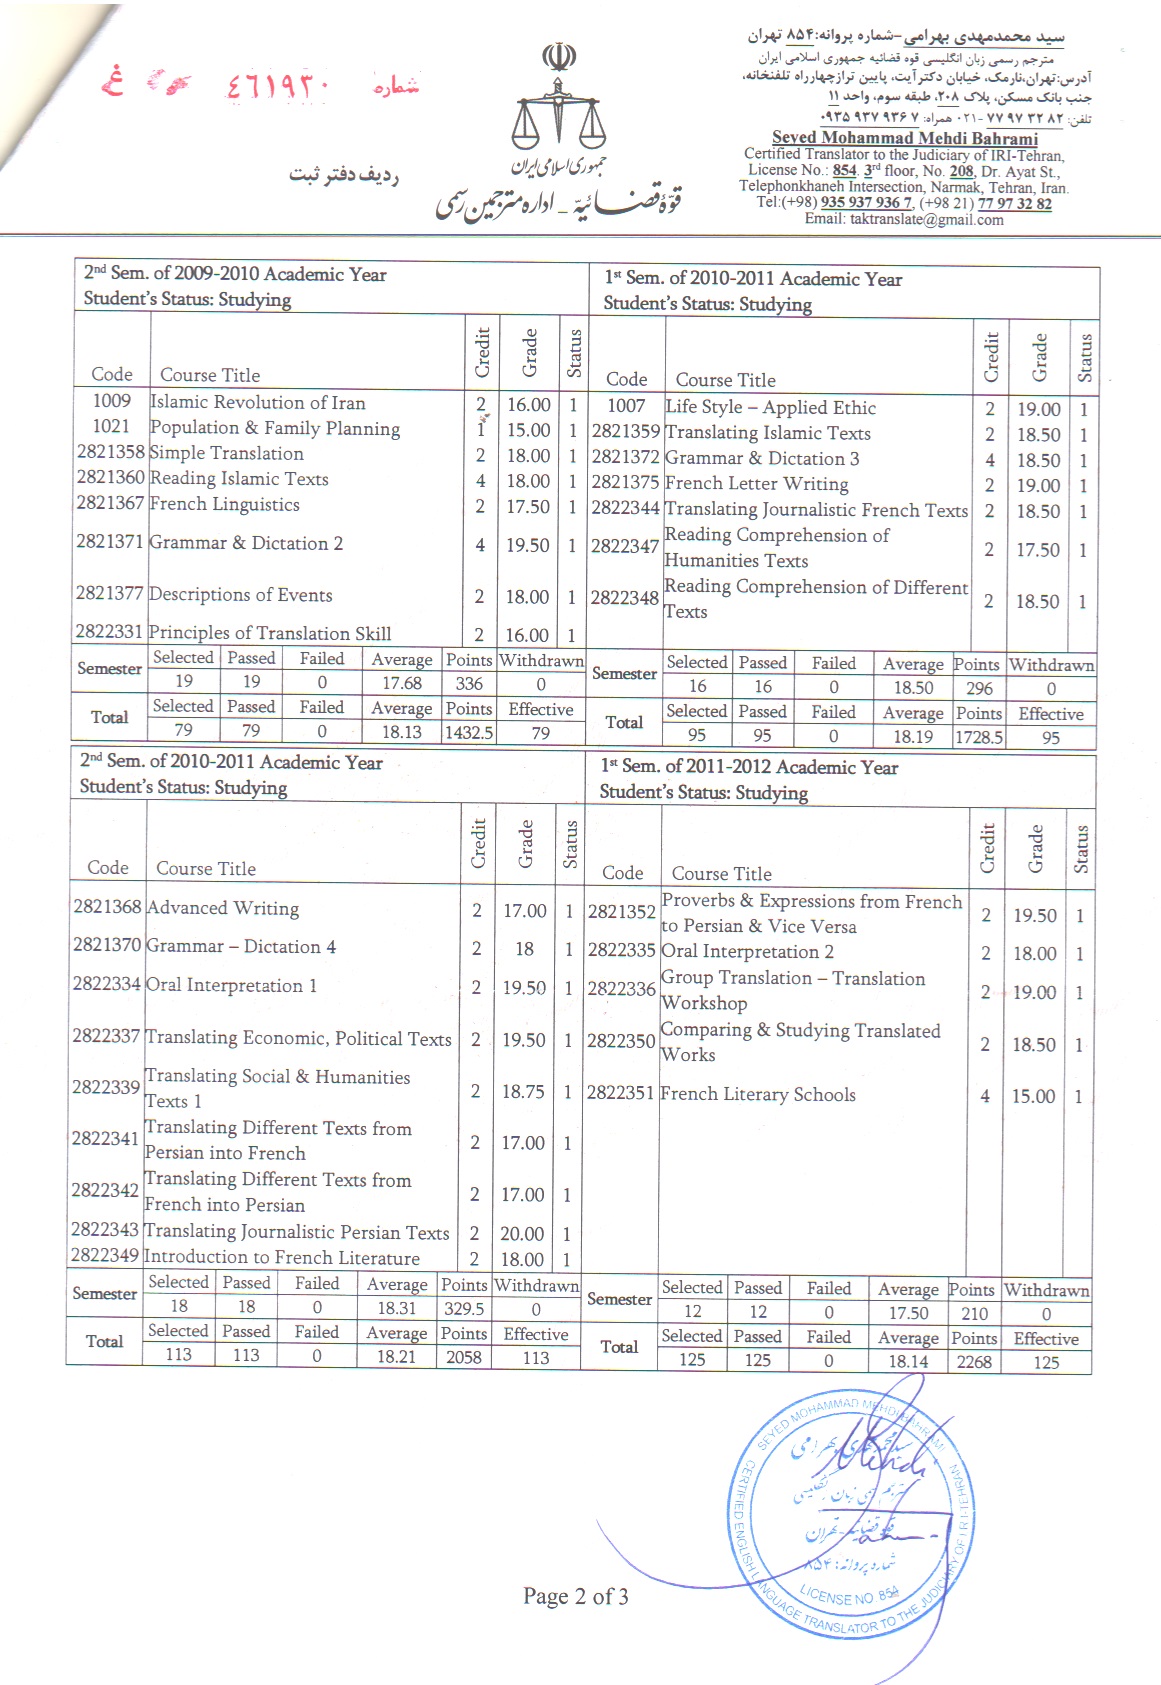 سید محمدمهدی بهرامی–شماره پروانه: ۸۵۴ تهران
مترجم رسمی زبان انگلیسی قوه قضائیه جمهوری اسلامی ایران
آدرس:تهران،نارمک، خیابان دکترآیت، پایین ترازچهارراه تلفنخانه،
جنب بانک مسکن، پلاک ۲۰۸، طبقه سوم، واحد ۱۱
تلفن: ۸۲ ۳۲ ۹۷ ۷۷ -۰۲۱ همراه: ۷ ۹۳۶ ۹۳۷ ۰۹۳۵
Seyed Mohammad Mehdi Bahrami
Certified Translator to the Judiciary of IRI-Tehran,
License No.: 854. 3rd floor, No. 208, Dr. Ayat St.,
Telephonkhaneh Intersection, Narmak, Tehran, Iran.
Tel:(+98) 935 937 936 7, (+98 21) 77 97 32 82
Email: taktranslate@gmail.com
جمهوری اسلامی ایران
قوّۀ قضائیّه – اداره مترجمین رسمی
شماره ٤٦١٩٣٠
غ
ردیف دفتر ثبت
2nd Sem. of 2009-2010 Academic Year
Student's Status: Studying
Code Course Title Credit Grade Status
1009 Islamic Revolution of Iran 2 16.00 1
1021 Population & Family Planning 1 15.00 1
2821358 Simple Translation 2 18.00 1
2821360 Reading Islamic Texts 4 18.00 1
2821367 French Linguistics 2 17.50 1
2821371 Grammar & Dictation 2 4 19.50 1
2821377 Descriptions of Events 2 18.00 1
2822331 Principles of Translation Skill 2 16.00 1
Semester Selected Passed Failed Average Points Withdrawn
19 19 0 17.68 336 0
Total Selected Passed Failed Average Points Effective
79 79 0 18.13 1432.5 79
1st Sem. of 2010-2011 Academic Year
Student's Status: Studying
Code Course Title Credit Grade Status
1007 Life Style – Applied Ethic 2 19.00 1
2821359 Translating Islamic Texts 2 18.50 1
2821372 Grammar & Dictation 3 4 18.50 1
2821375 French Letter Writing 2 19.00 1
2822344 Translating Journalistic French Texts 2 18.50 1
2822347 Reading Comprehension of
Humanities Texts 2 17.50 1
2822348 Reading Comprehension of Different
Texts 2 18.50 1
Semester Selected Passed Failed Average Points Withdrawn
16 16 0 18.50 296 0
Total Selected Passed Failed Average Points Effective
95 95 0 18.19 1728.5 95
2nd Sem. of 2010-2011 Academic Year
Student's Status: Studying
Code Course Title Credit Grade Status
2821368 Advanced Writing 2 17.00 1
2821370 Grammar – Dictation 4 2 18 1
2822334 Oral Interpretation 1 2 19.50 1
2822337 Translating Economic, Political Texts 2 19.50 1
2822339 Translating Social & Humanities
Texts 1 2 18.75 1
2822341 Translating Different Texts from
Persian into French 2 17.00 1
2822342 Translating Different Texts from
French into Persian 2 17.00 1
2822343 Translating Journalistic Persian Texts 2 20.00 1
2822349 Introduction to French Literature 2 18.00 1
Semester Selected Passed Failed Average Points Withdrawn
18 18 0 18.31 329.5 0
Total Selected Passed Failed Average Points Effective
113 113 0 18.21 2058 113
1st Sem. of 2011-2012 Academic Year
Student's Status: Studying
Code Course Title Credit Grade Status
2821352 Proverbs & Expressions from French
to Persian & Vice Versa 2 19.50 1
2822335 Oral Interpretation 2 2 18.00 1
2822336 Group Translation – Translation
Workshop 2 19.00 1
2822350 Comparing & Studying Translated
Works 2 18.50 1
2822351 French Literary Schools 4 15.00 1
Semester Selected Passed Failed Average Points Withdrawn
12 12 0 17.50 210 0
Total Selected Passed Failed Average Points Effective
125 125 0 18.14 2268 125
SEYED MOHAMMAD MEHDI BAHRAMI
CERTIFIED ENGLISH LANGUAGE TRANSLATOR TO THE JUDICIARY OF I.R.I-TEHRAN
سید محمدمهدی بهرامی
مترجم رسمی زبان انگلیسی
قوه قضائیه-تهران
شماره پروانه: ۸۵۴
LICENSE NO. 854
Page 2 of 3